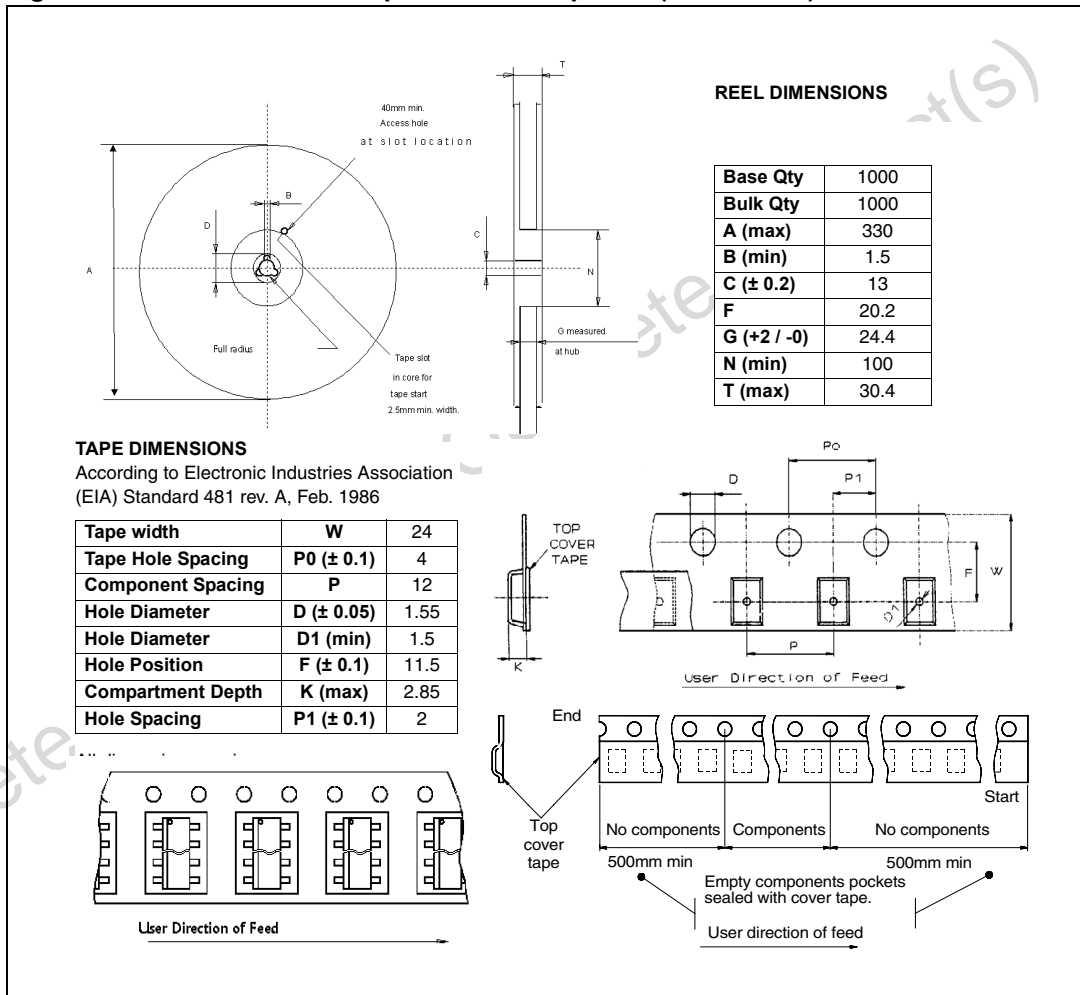 T
40mm min.
Access hole
at slot location
B
D
C
A
N
G measured
at hub
Full radius
Tape slot
in core for
tape start
2.5mm min. width.
REEL DIMENSIONS
Base Qty 1000
Bulk Qty 1000
A (max) 330
B (min) 1.5
C (± 0.2) 13
F 20.2
G (+2 / -0) 24.4
N (min) 100
T (max) 30.4
TAPE DIMENSIONS
According to Electronic Industries Association
(EIA) Standard 481 rev. A, Feb. 1986
Tape width W 24
Tape Hole Spacing P0 (± 0.1) 4
Component Spacing P 12
Hole Diameter D (± 0.05) 1.55
Hole Diameter D1 (min) 1.5
Hole Position F (± 0.1) 11.5
Compartment Depth K (max) 2.85
Hole Spacing P1 (± 0.1) 2
TOP
COVER
TAPE
K
Po
D
P1
F
W
D1
P
User Direction of Feed
End
Start
Top
cover
tape
No components
Components
No components
500mm min
500mm min
Empty components pockets
sealed with cover tape.
User direction of feed
User Direction of Feed